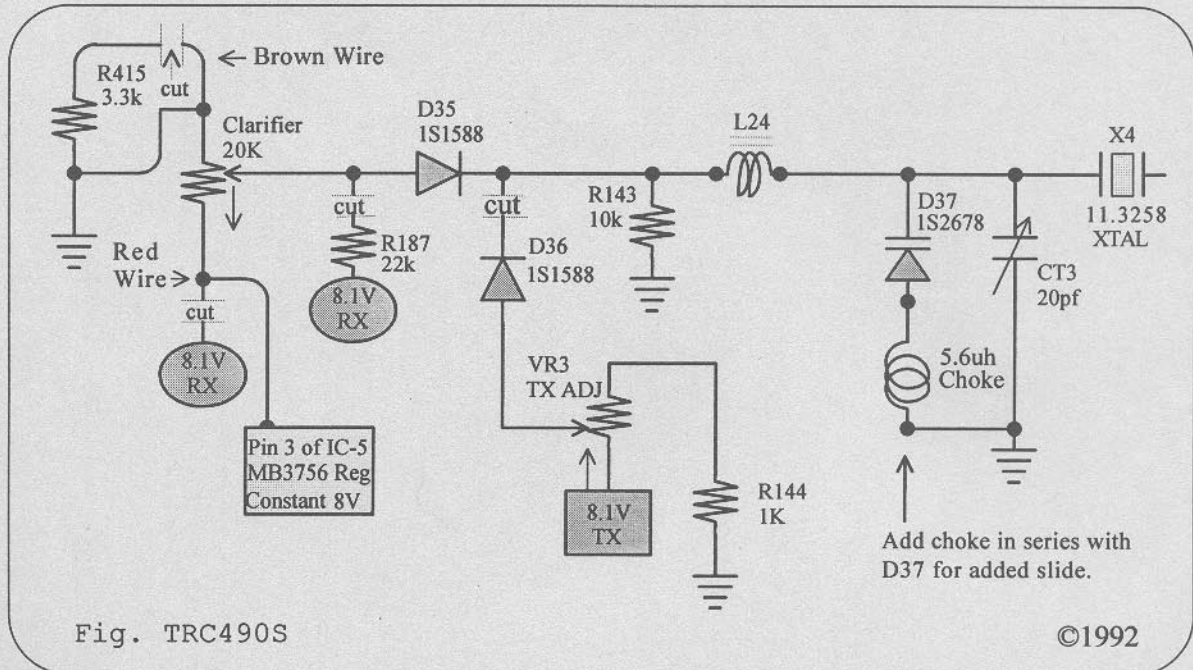 Brown Wire
R415
3.3k
cut
Clarifier
20K
D35
1S1588
L24
X4
11.3258
XTAL
cut
R187
22k
8.1V
RX
cut
D36
1S1588
R143
10k
D37
1S2678
CT3
20pf
Red
Wire
cut
8.1V
RX
Pin 3 of IC-5
MB3756 Reg
Constant 8V
VR3
TX ADJ
8.1V
TX
R144
1K
5.6uh
Choke
Add choke in series with
D37 for added slide.
Fig. TRC490S
©1992